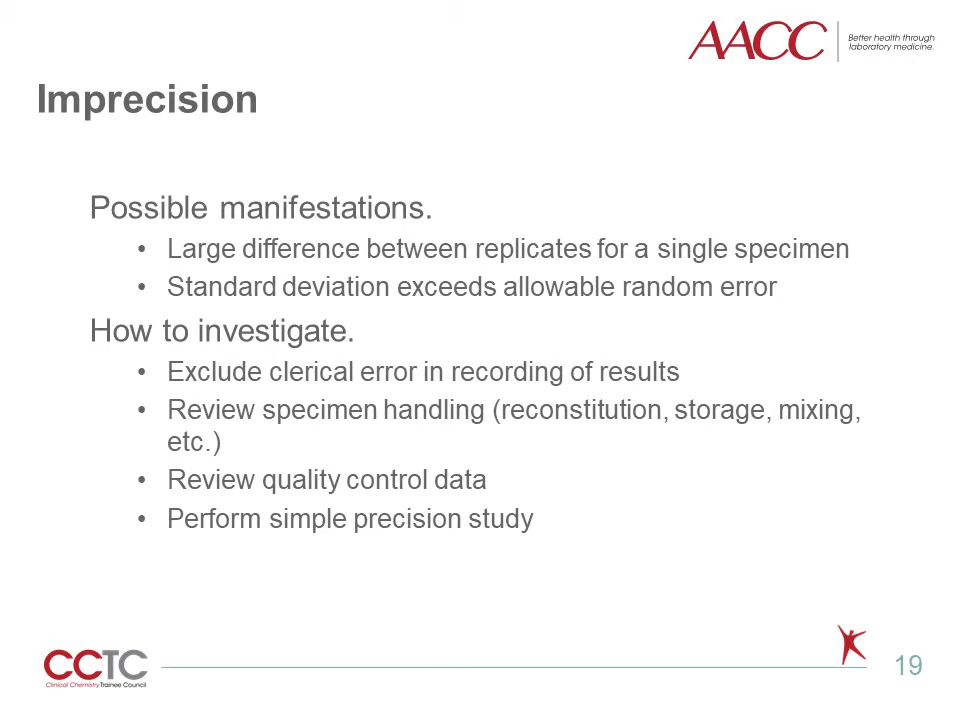 AACC
Better health through
laboratory medicine.
Imprecision
Possible manifestations.
• Large difference between replicates for a single specimen
• Standard deviation exceeds allowable random error
How to investigate.
• Exclude clerical error in recording of results
• Review specimen handling (reconstitution, storage, mixing,
etc.)
• Review quality control data
• Perform simple precision study
CCTC
Clinical Chemistry Trainee Council
19